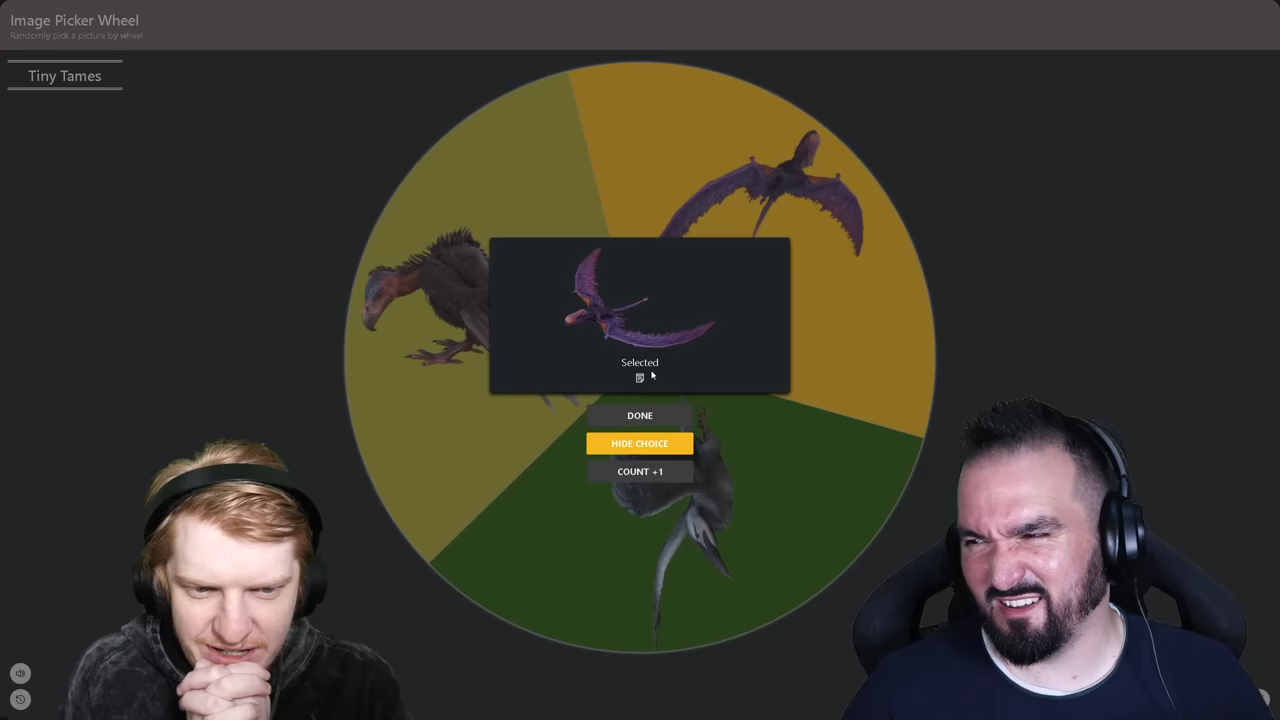 Image Picker Wheel
Randomly pick a picture by wheel
Tiny Tames
Selected
DONE
HIDE CHOICE
COUNT +1